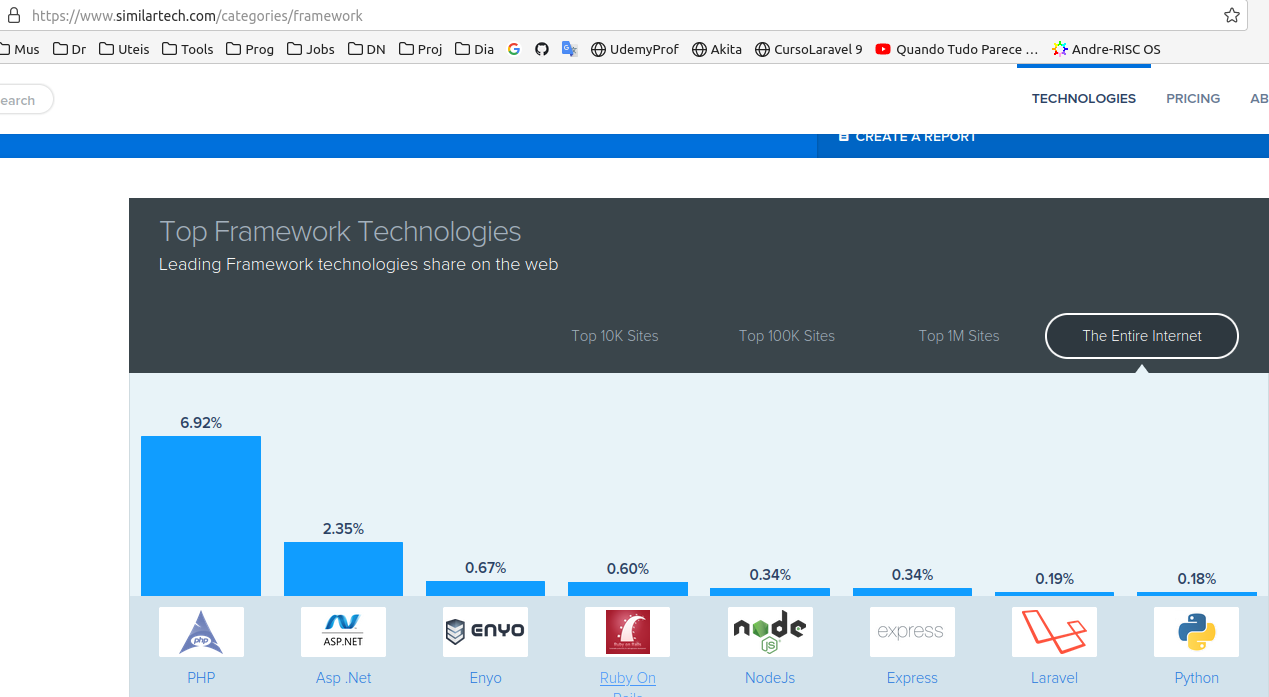 https://www.similartech.com/categories/framework
Mus Dr Uteis Tools Prog Jobs DN Proj Dia UdemyProf Akita CursoLaravel 9 Quando Tudo Parece … Andre-RISC OS
earch TECHNOLOGIES PRICING AB
CREATE A REPORT
Top Framework Technologies
Leading Framework technologies share on the web
Top 10K Sites Top 100K Sites Top 1M Sites The Entire Internet
6.92%
2.35%
0.67% 0.60% 0.34% 0.34% 0.19% 0.18%
php ASP.NET ENYO node JS express
PHP Asp .Net Enyo Ruby On NodeJs Express Laravel Python
Rails